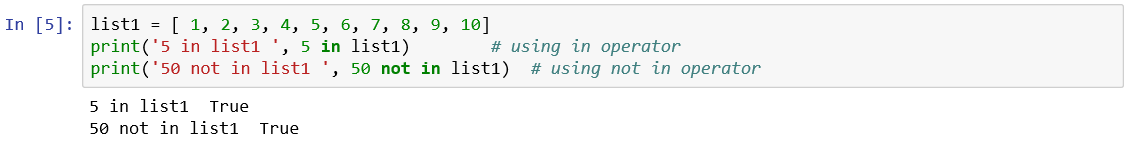 In [5]: list1 = [ 1, 2, 3, 4, 5, 6, 7, 8, 9, 10]
print('5 in list1 ', 5 in list1)        # using in operator
print('50 not in list1 ', 50 not in list1)  # using not in operator
5 in list1  True
50 not in list1  True